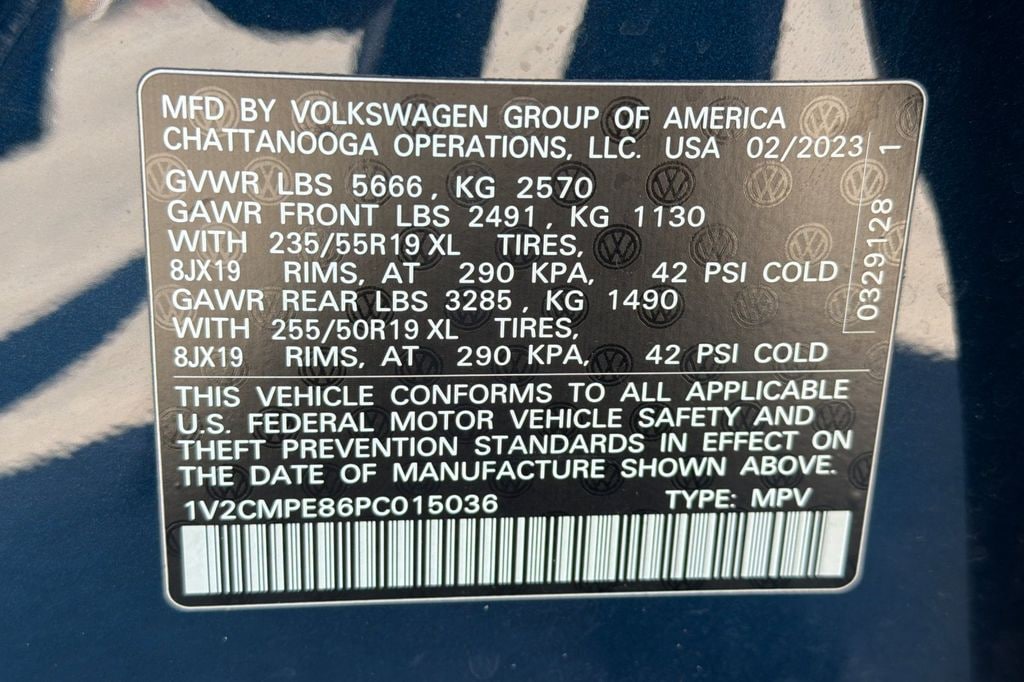 MFD BY VOLKSWAGEN GROUP OF AMERICA
CHATTANOOGA OPERATIONS, LLC. USA 02/2023
GVWR LBS 5666, KG 2570
GAWR FRONT LBS 2491, KG 1130
WITH 235/55R19 XL TIRES,
8JX19 RIMS, AT 290 KPA, 42 PSI COLD
GAWR REAR LBS 3285, KG 1490
WITH 255/50R19 XL TIRES,
8JX19 RIMS, AT 290 KPA, 42 PSI COLD
0329128 1
THIS VEHICLE CONFORMS TO ALL APPLICABLE
U.S. FEDERAL MOTOR VEHICLE SAFETY AND
THEFT PREVENTION STANDARDS IN EFFECT ON
THE DATE OF MANUFACTURE SHOWN ABOVE.
1V2CMPE86PC015036 TYPE: MPV